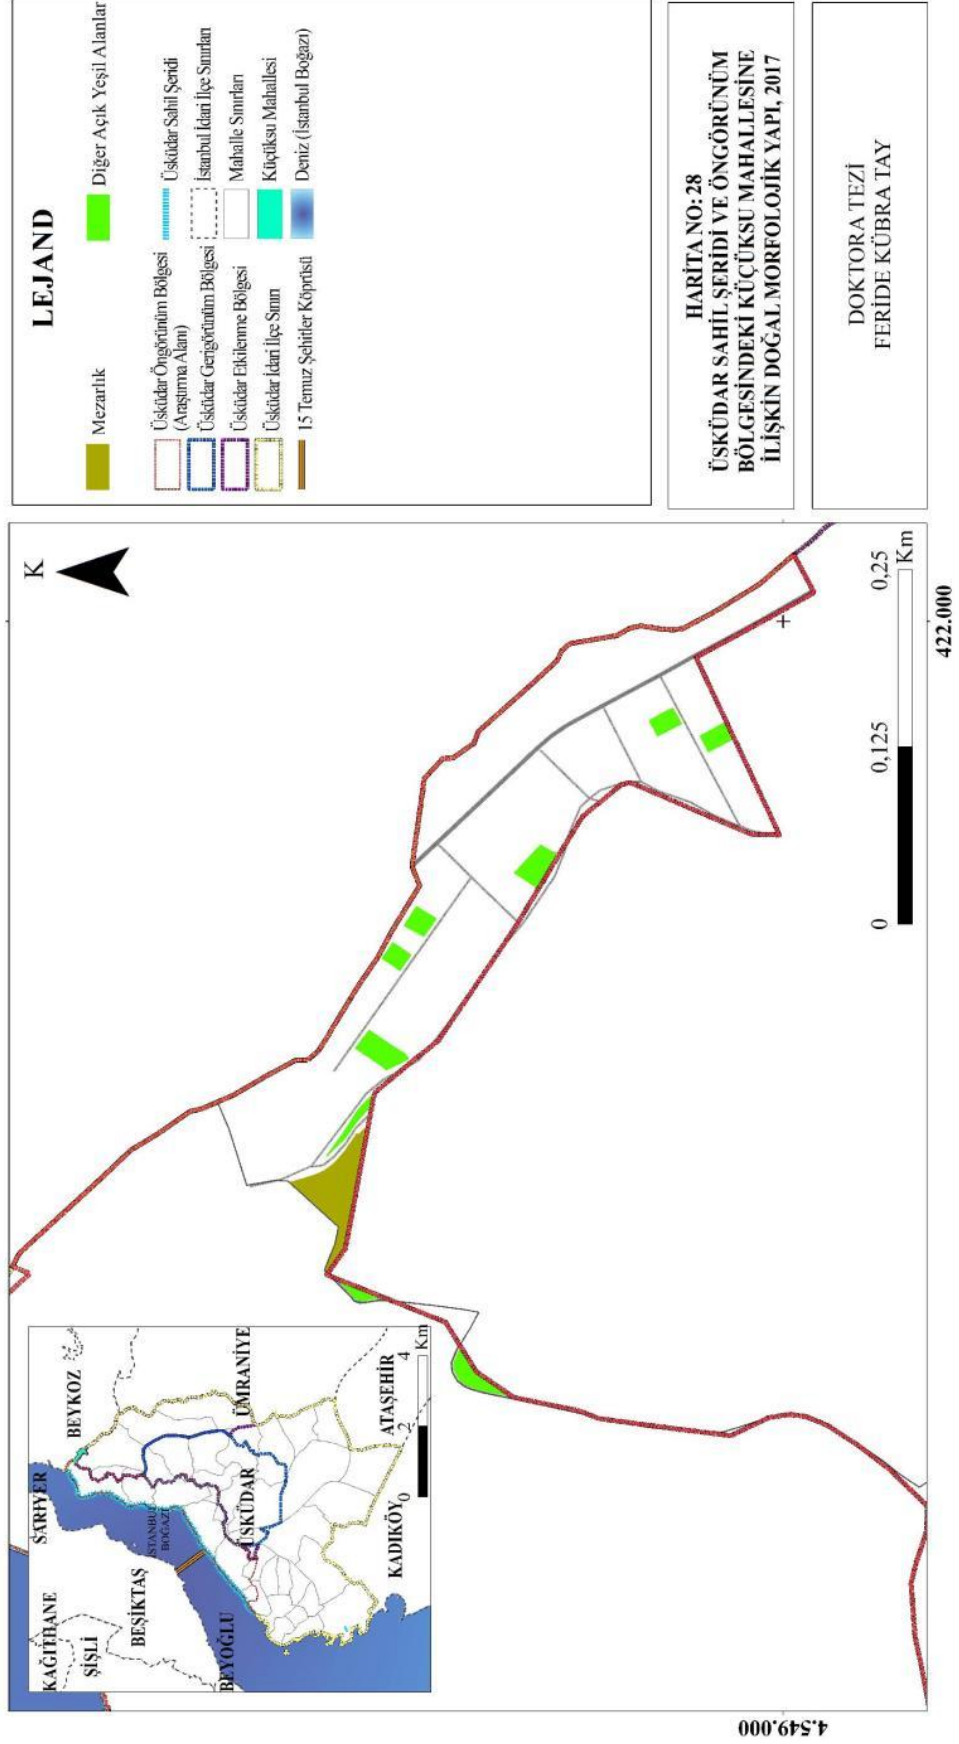 LEJAND
Mezarlık
Diğer Açık Yeşil Alanlar
Üsküdar Öngörünüm Bölgesi
(Araştırma Alanı)
Üsküdar Gerigörünüm Bölgesi
Üsküdar Etkilenme Bölgesi
Üsküdar İdari İlçe Sınırı
15 Temuz Şehitler Köprüsü
Üsküdar Sahil Şeridi
İstanbul İdari İlçe Sınırları
Mahalle Sınırları
Küçüksu Mahallesi
Deniz (İstanbul Boğazı)
HARİTA NO: 28
ÜSKÜDAR SAHİL ŞERİDİ VE ÖNGÖRÜNÜM
BÖLGESİNDEKİ KÜÇÜKSU MAHALLESİNE
İLİŞKİN DOĞAL MORFOLOJİK YAPI, 2017
DOKTORA TEZİ
FERİDE KÜBRA TAY
K
0 0,125 0,25
Km
422.000
4.549.000
SARIYER
BEYKOZ
KAĞITHANE
ŞİŞLİ
BEŞİKTAŞ
İSTANBUL
BOĞAZI
BEYOĞLU
ÜSKÜDAR
ÜMRANİYE
KADIKÖY
ATAŞEHİR
0 2 4
Km